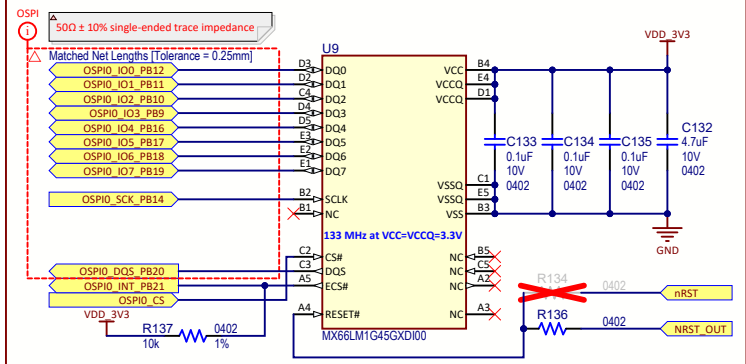 OSPI
i
50Ω ± 10% single-ended trace impedance
Matched Net Lengths [Tolerance = 0.25mm]
U9
VDD_3V3
OSPI0_IO0_PB12 D3 DQ0 VCC B4
OSPI0_IO1_PB11 D2 DQ1 VCCQ E4
OSPI0_IO2_PB10 C4 DQ2 VCCQ D1
OSPI0_IO3_PB9 D4 DQ3
OSPI0_IO4_PB16 D5 DQ4
OSPI0_IO5_PB17 E3 DQ5
OSPI0_IO6_PB18 E2 DQ6
OSPI0_IO7_PB19 E1 DQ7
C133 0.1uF 10V 0402
C134 0.1uF 10V 0402
C135 0.1uF 10V 0402
C132 4.7uF 10V 0402
VSSQ C1
VSSQ E5
VSS B3
GND
OSPI0_SCK_PB14 B2 SCLK
B1 NC
133 MHz at VCC=VCCQ=3.3V
C2 CS# NC B5
OSPI0_DQS_PB20 C3 DQS NC C5
OSPI0_INT_PB21 A5 ECS# NC A2
OSPI0_CS
A4 RESET# NC A3
MX66LM1G45GXDI00
VDD_3V3
R137 0402
10k 1%
R134 0402 nRST
R136 0402 NRST_OUT